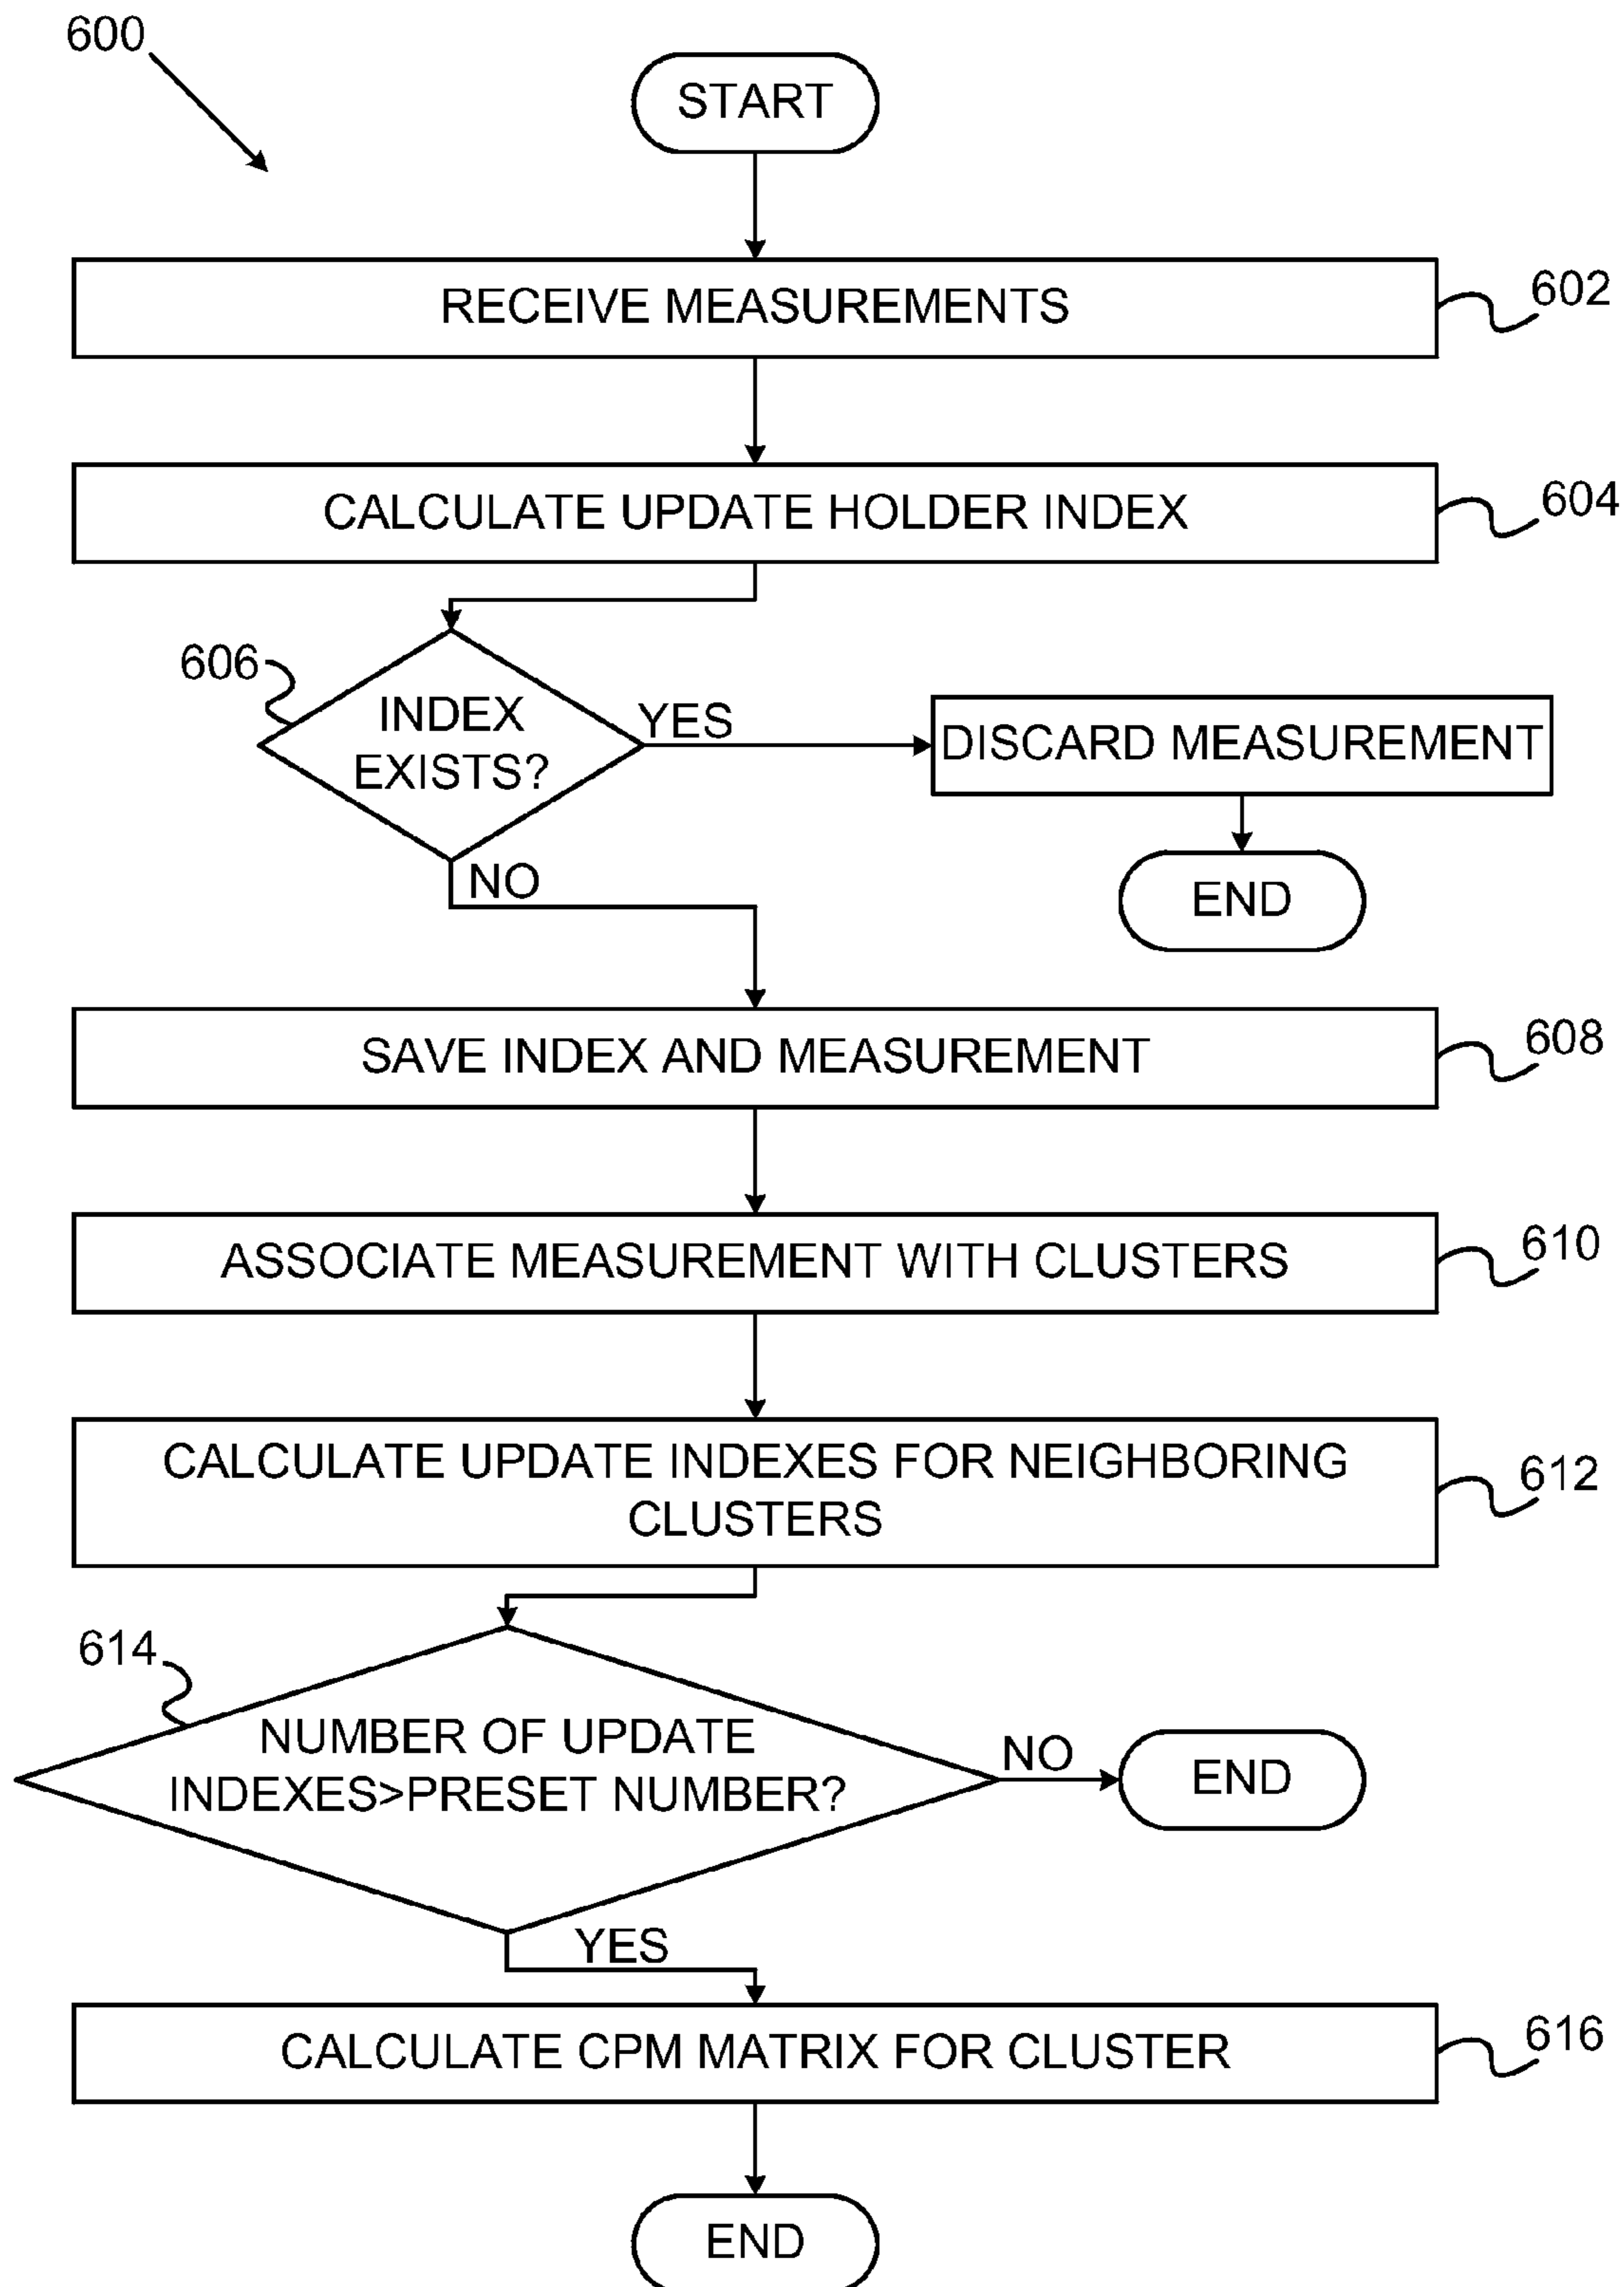 600
START
RECEIVE MEASUREMENTS
602
CALCULATE UPDATE HOLDER INDEX
604
606
INDEX
EXISTS?
YES
DISCARD MEASUREMENT
END
NO
SAVE INDEX AND MEASUREMENT
608
ASSOCIATE MEASUREMENT WITH CLUSTERS
610
CALCULATE UPDATE INDEXES FOR NEIGHBORING
CLUSTERS
612
614
NUMBER OF UPDATE
INDEXES>PRESET NUMBER?
NO
END
YES
CALCULATE CPM MATRIX FOR CLUSTER
616
END